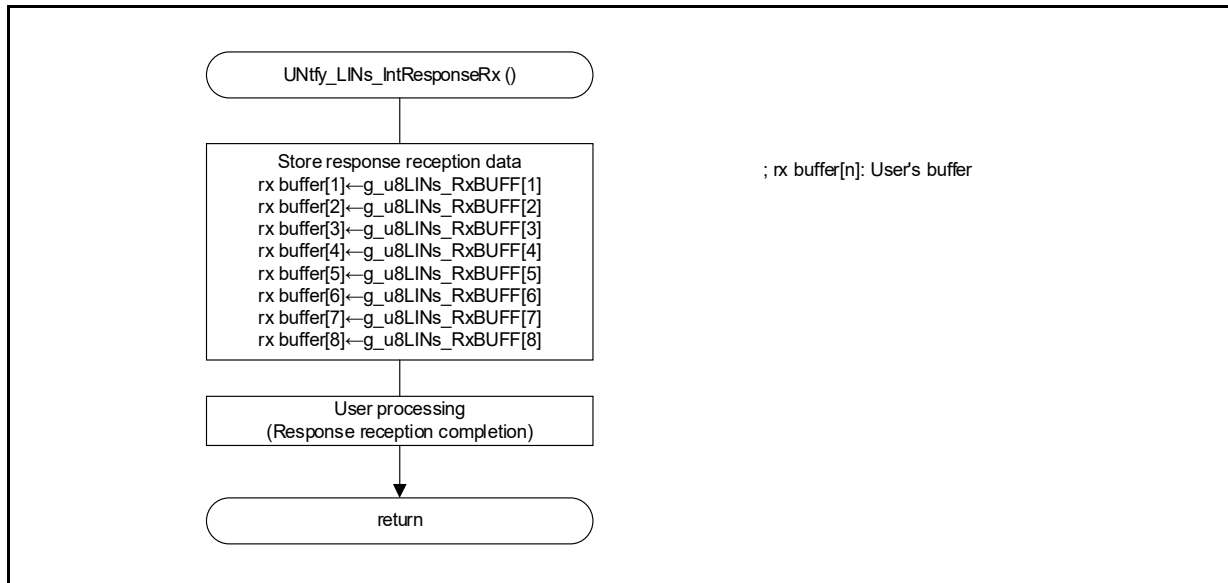 UNtfy_LINs_IntResponseRx ()
Store response reception data
rx buffer[1]←g_u8LINs_RxBUFF[1]
rx buffer[2]←g_u8LINs_RxBUFF[2]
rx buffer[3]←g_u8LINs_RxBUFF[3]
rx buffer[4]←g_u8LINs_RxBUFF[4]
rx buffer[5]←g_u8LINs_RxBUFF[5]
rx buffer[6]←g_u8LINs_RxBUFF[6]
rx buffer[7]←g_u8LINs_RxBUFF[7]
rx buffer[8]←g_u8LINs_RxBUFF[8]
; rx buffer[n]: User's buffer
User processing
(Response reception completion)
return